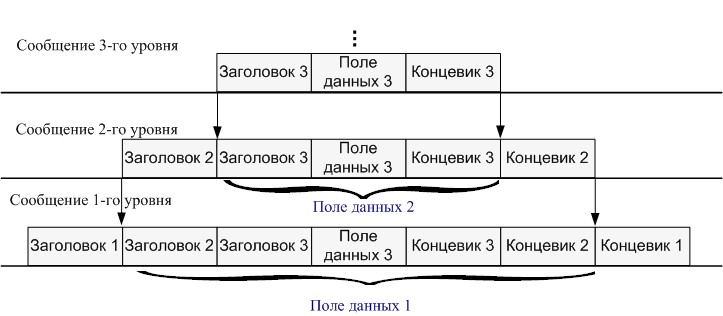 ⋮
Сообщение 3-го уровня
Заголовок 3
Поле
данных 3
Концевик 3
Сообщение 2-го уровня
Заголовок 2
Заголовок 3
Поле
данных 3
Концевик 3
Концевик 2
Поле данных 2
Сообщение 1-го уровня
Заголовок 1
Заголовок 2
Заголовок 3
Поле
данных 3
Концевик 3
Концевик 2
Концевик 1
Поле данных 1